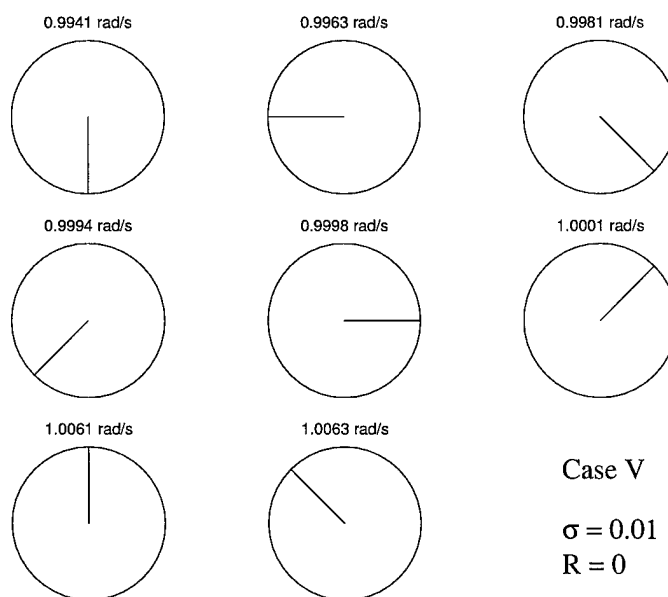 0.9941 rad/s
0.9963 rad/s
0.9981 rad/s
0.9994 rad/s
0.9998 rad/s
1.0001 rad/s
1.0061 rad/s
1.0063 rad/s
Case V
σ = 0.01
R = 0